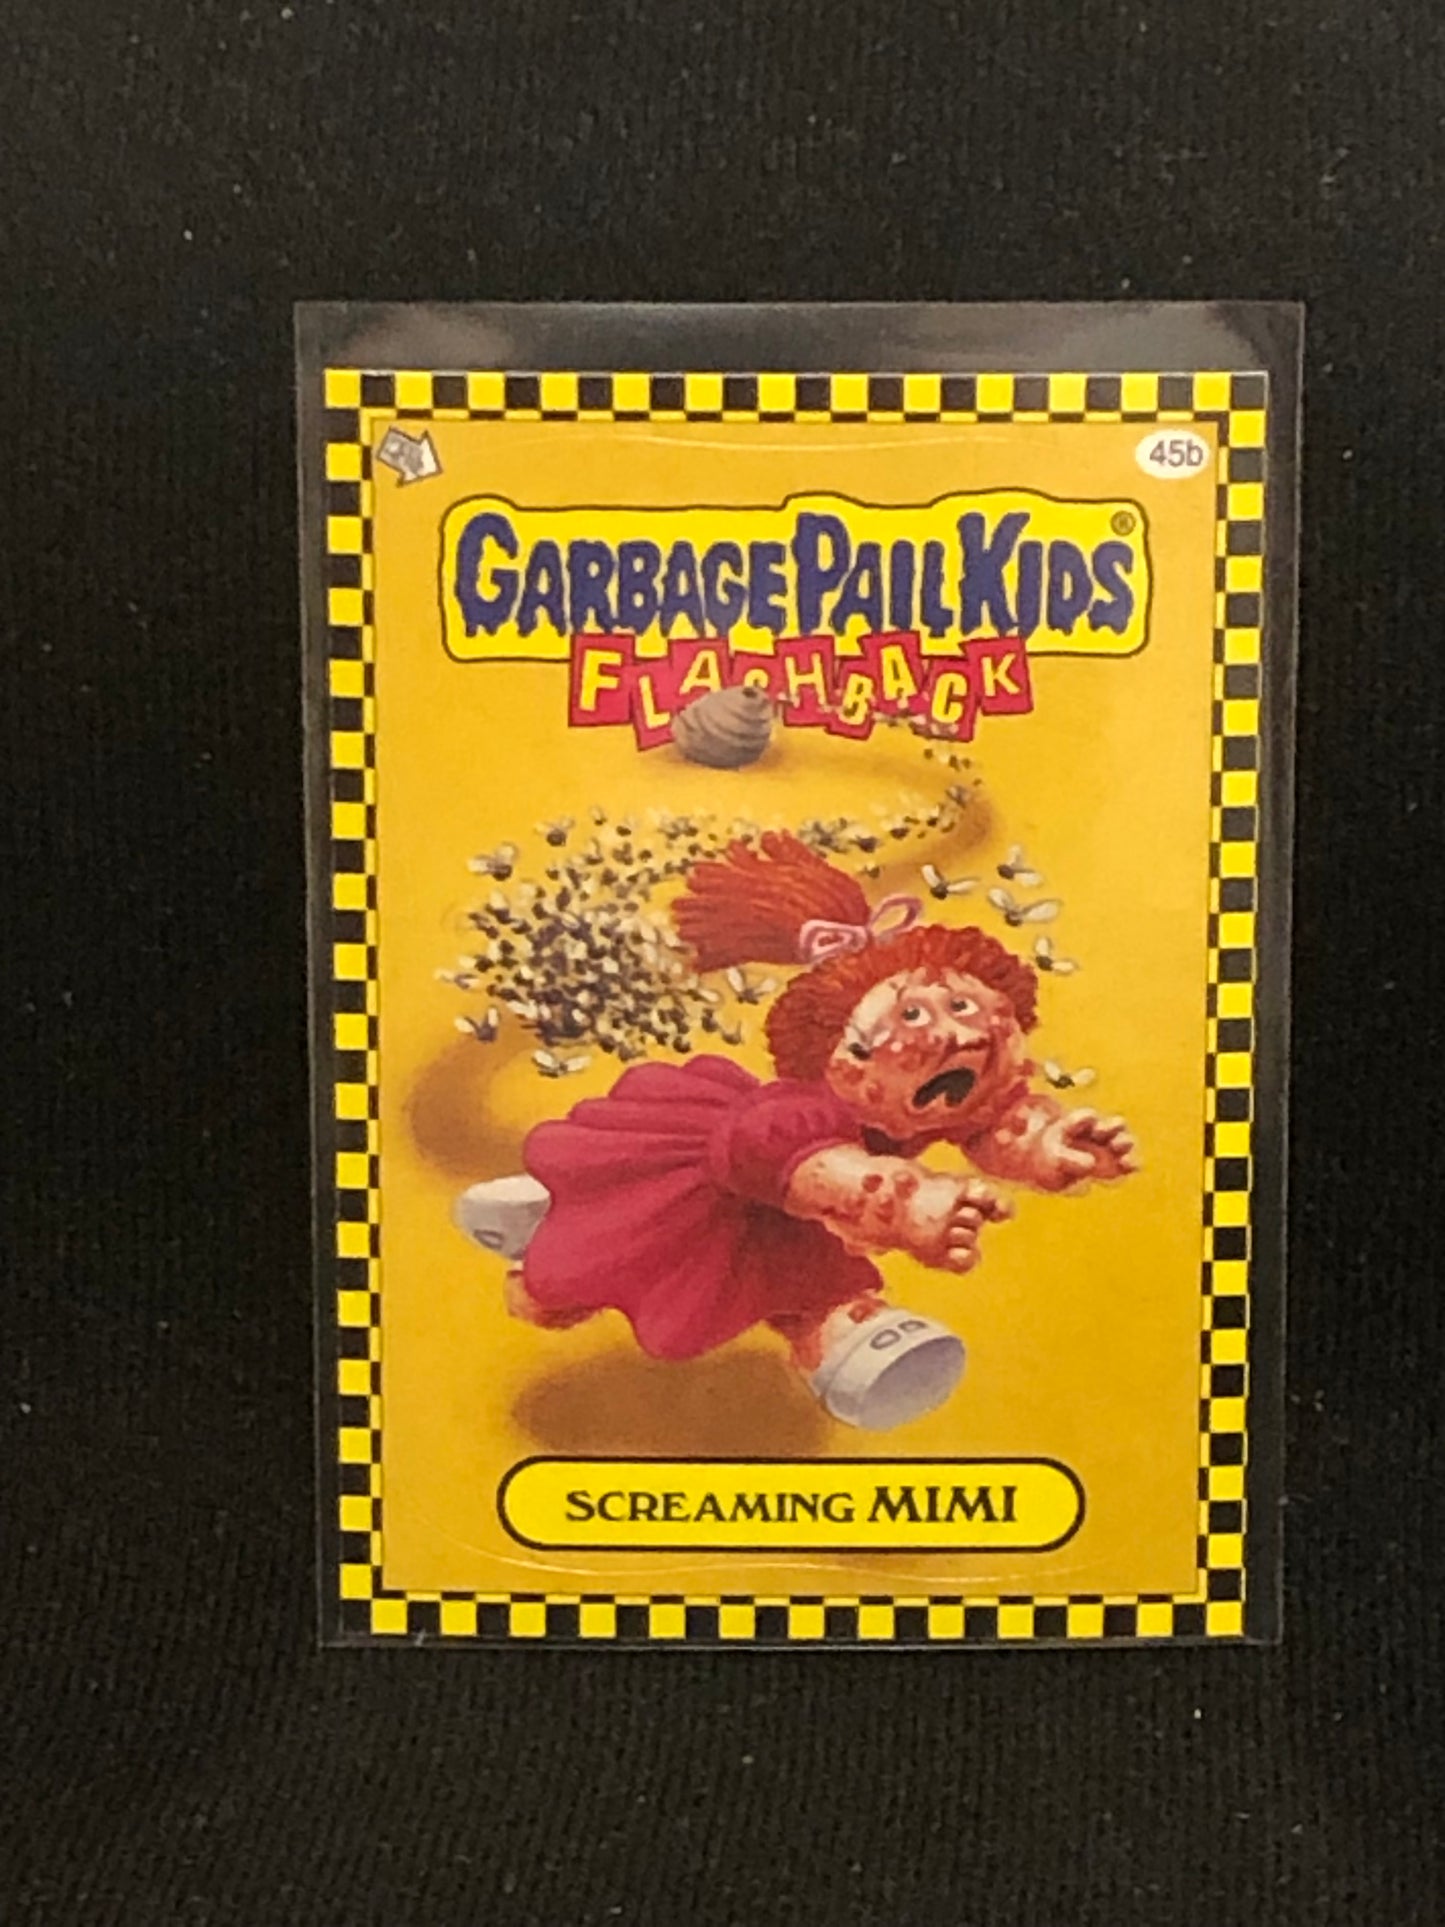 45b
GARBAGE PAIL KIDS®
FLASHBACK
SCREAMING MIMI